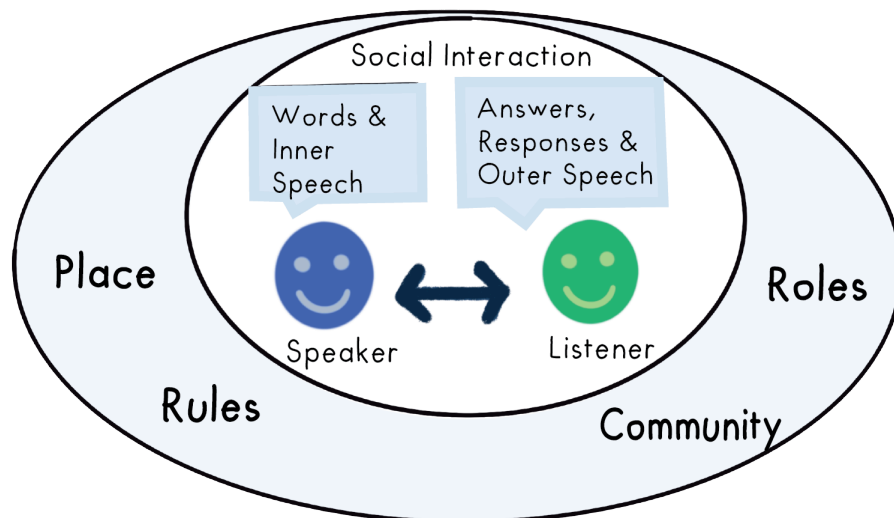 Social Interaction
Words &
Inner
Speech
Answers,
Responses &
Outer Speech
Place
Roles
Speaker
Listener
Rules
Community